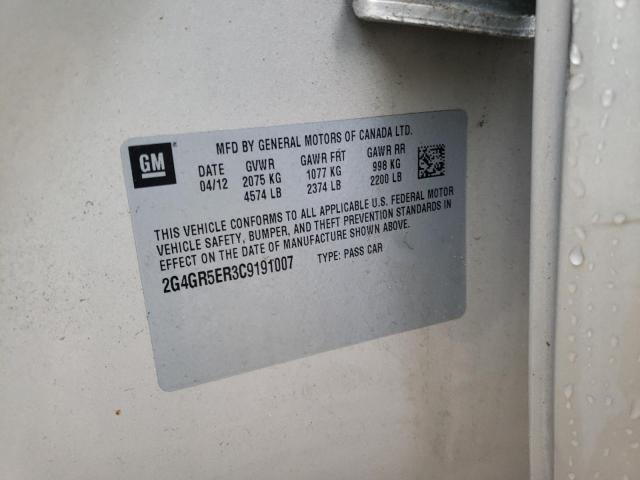 GM
MFD BY GENERAL MOTORS OF CANADA LTD.
DATE GVWR GAWR FRT GAWR RR
04/12 2075 KG 1077 KG 998 KG
4574 LB 2374 LB 2200 LB
THIS VEHICLE CONFORMS TO ALL APPLICABLE U.S. FEDERAL MOTOR
VEHICLE SAFETY, BUMPER, AND THEFT PREVENTION STANDARDS IN
EFFECT ON THE DATE OF MANUFACTURE SHOWN ABOVE.
2G4GR5ER3C9191007 TYPE: PASS CAR